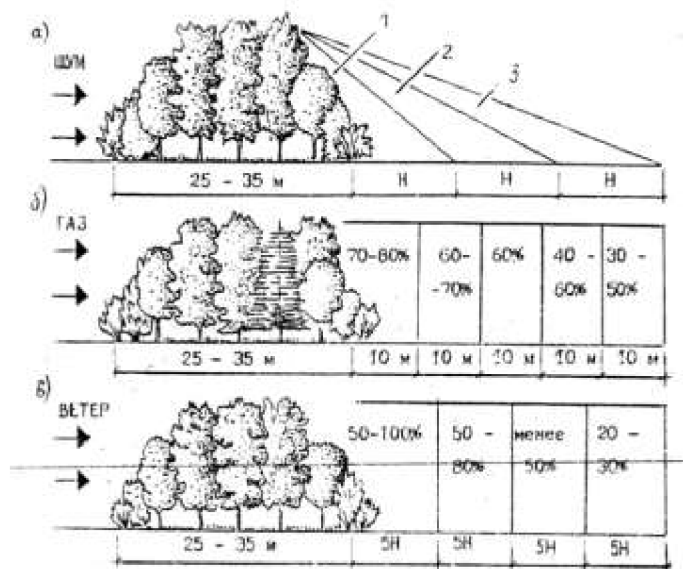 а)
ШУМ
1
2
3
25 - 35 м
Н
Н
Н
б)
ГАЗ
70-80%
60-
60%
40 -
30 -
-70%
60%
50%
25 - 35 м
10 м
10 м
10 м
10 м
10 м
в)
ВЕТЕР
50-100%
50 -
менее
20 -
80%
50%
30%
25 - 35 м
5Н
5Н
5Н
5Н